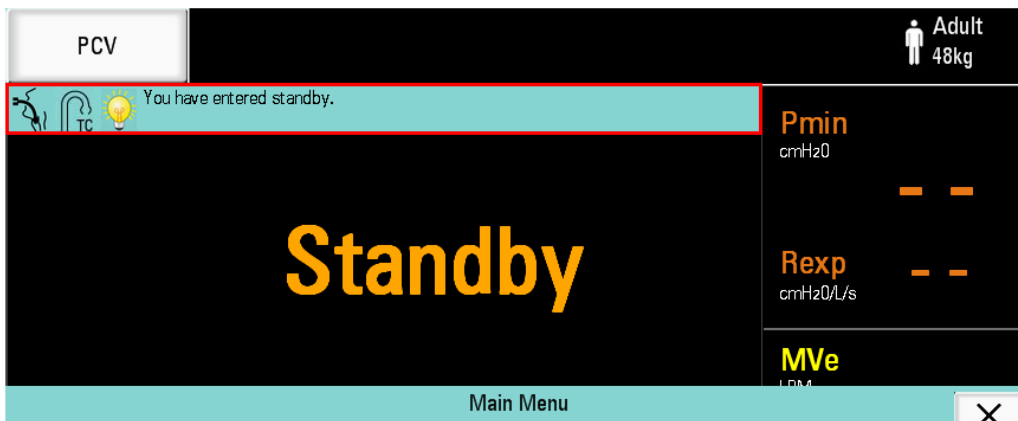 PCV
Adult
48kg
TC
You have entered standby.
Pmin
cmH20
-- --
Standby
Rexp
cmH20/L/s
-- --
MVe
Main Menu